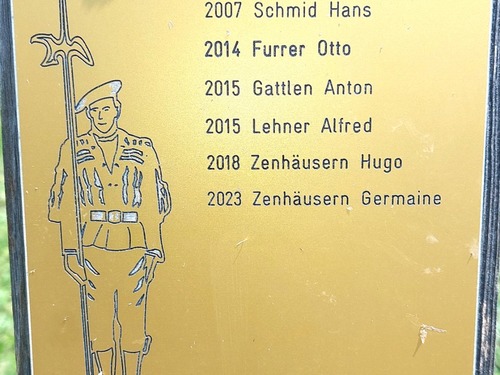 2007 Schmid Hans
2014 Furrer Otto
2015 Gattlen Anton
2015 Lehner Alfred
2018 Zenhäusern Hugo
2023 Zenhäusern Germaine